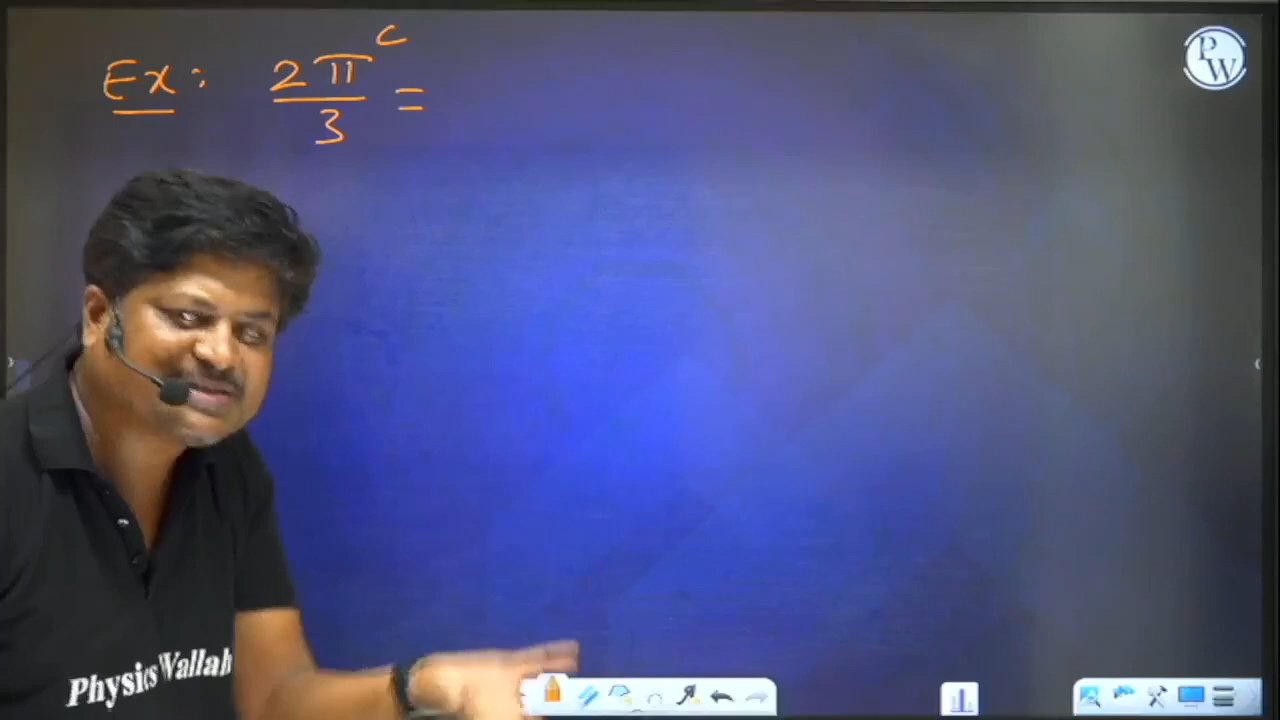 Ex: 2π^c/3 =
PW
Physics Wallah